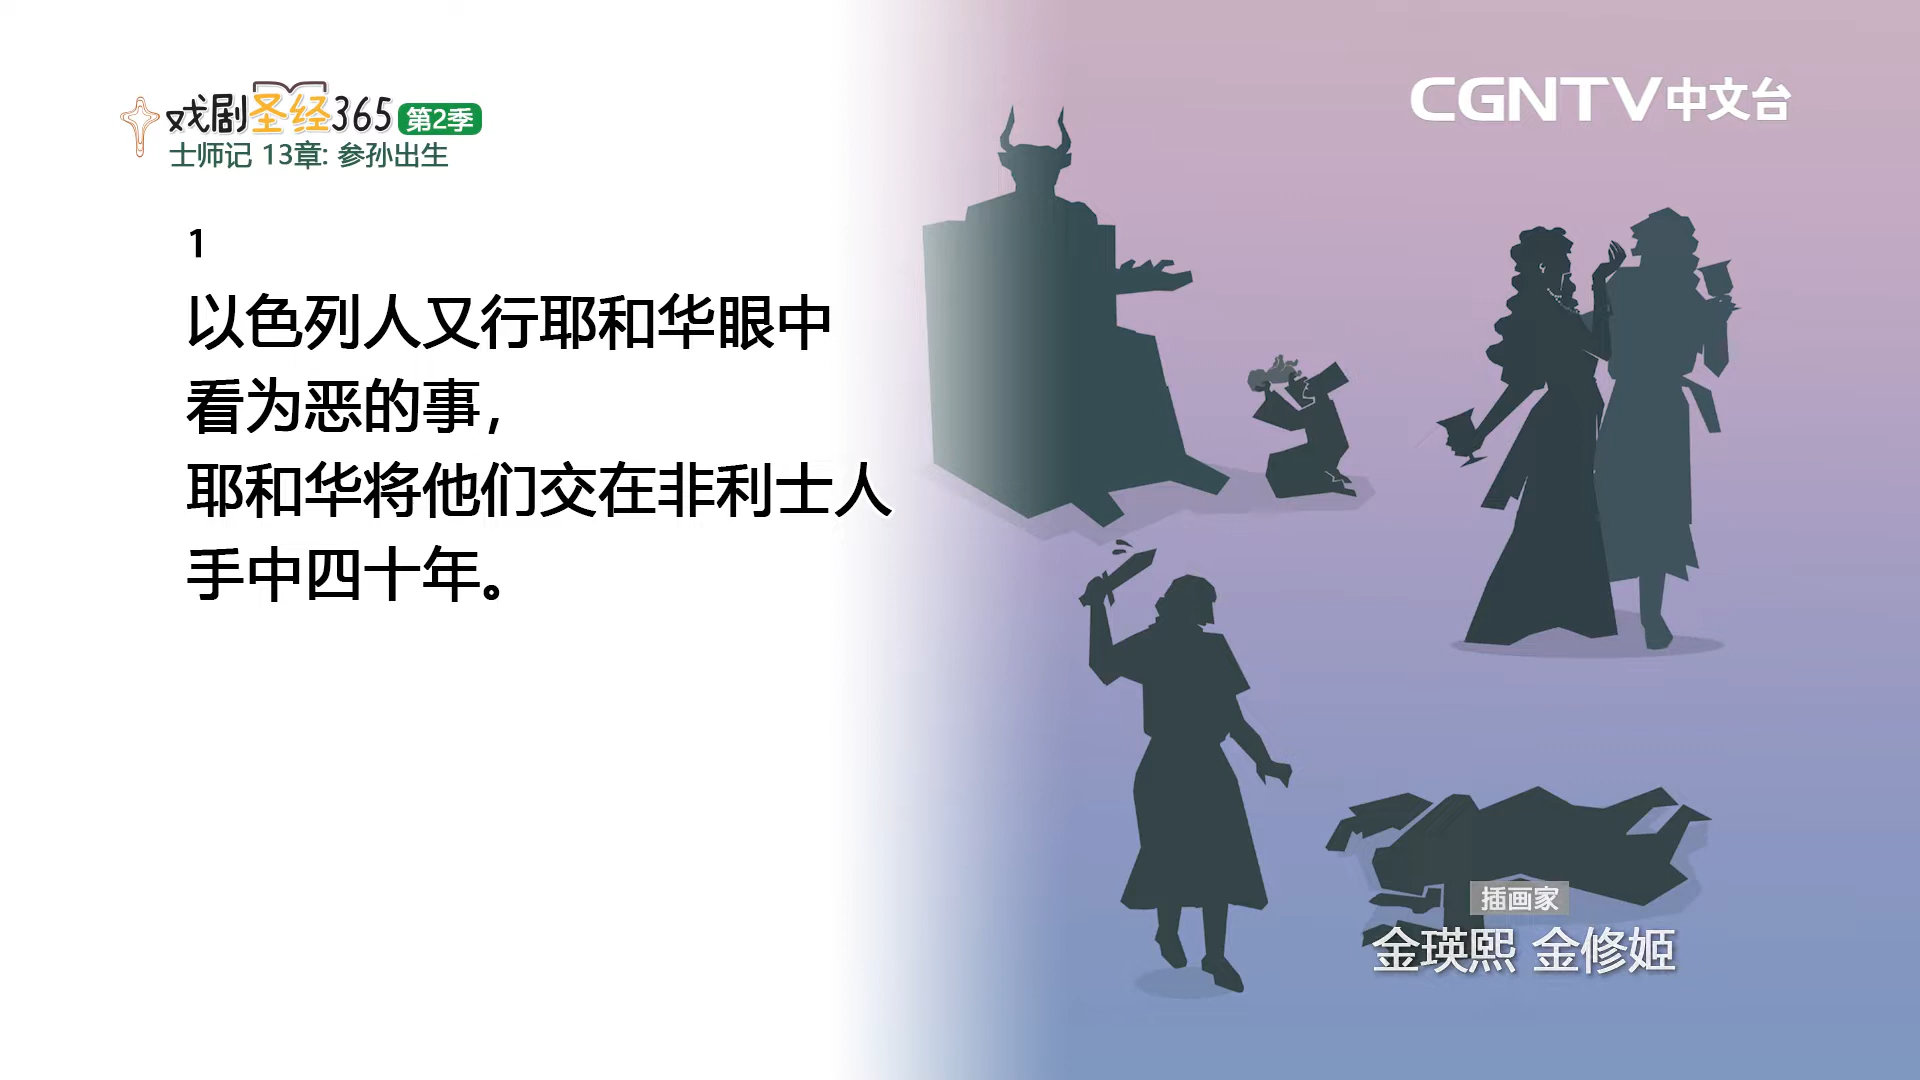 戏剧圣经365 第2季
士师记 13章: 参孙出生
CGNTV中文台
1
以色列人又行耶和华眼中
看为恶的事，
耶和华将他们交在非利士人
手中四十年。
插画家
金瑛熙 金修姬